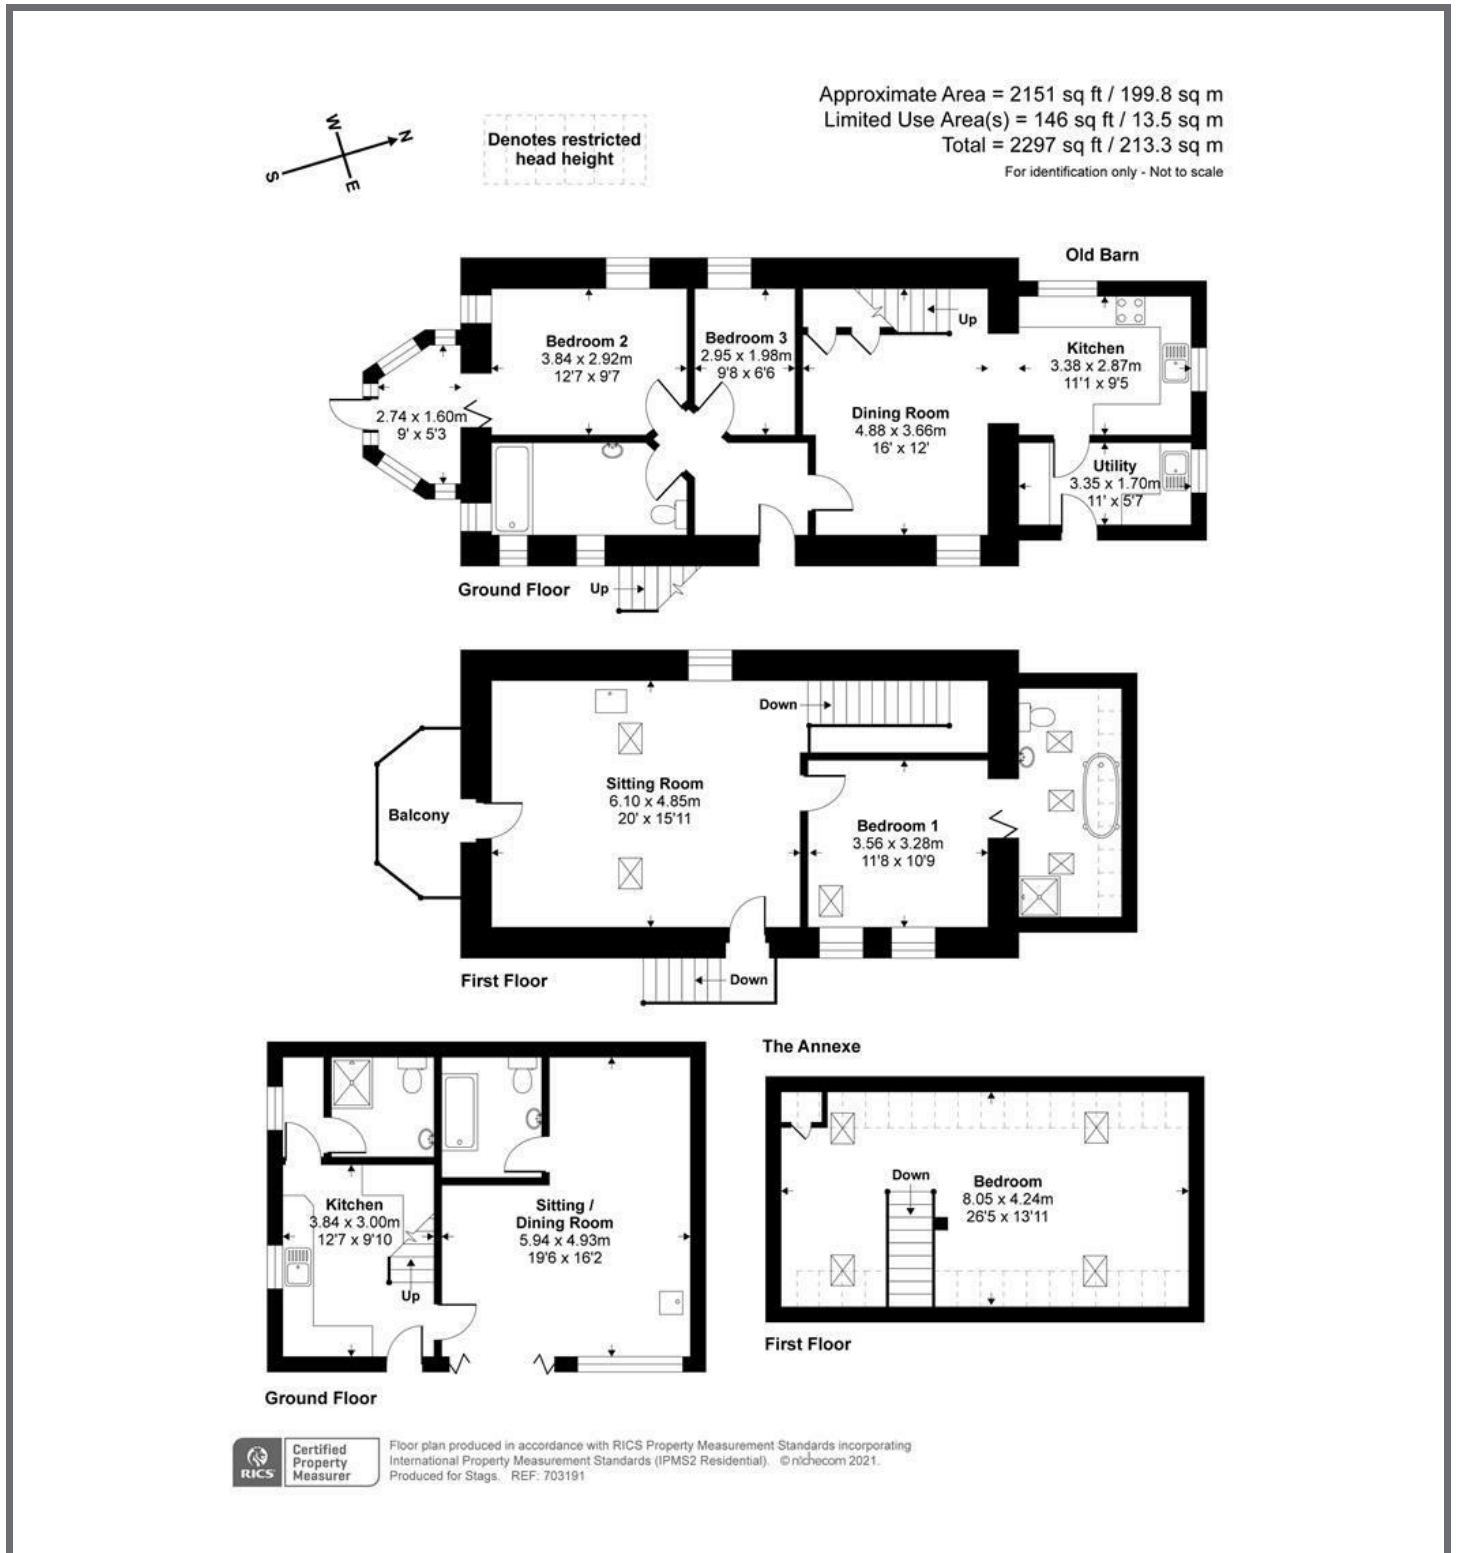 Approximate Area = 2151 sq ft / 199.8 sq m
Limited Use Area(s) = 146 sq ft / 13.5 sq m
Total = 2297 sq ft / 213.3 sq m
For identification only - Not to scale
W
N
S
E
Denotes restricted
head height
Old Barn
Bedroom 2
3.84 x 2.92m
12'7 x 9'7
Bedroom 3
2.95 x 1.98m
9'8 x 6'6
Up
Kitchen
3.38 x 2.87m
11'1 x 9'5
2.74 x 1.60m
9' x 5'3
Dining Room
4.88 x 3.66m
16' x 12'
Utility
3.35 x 1.70m
11' x 5'7
Ground Floor
Up
Down
Sitting Room
6.10 x 4.85m
20' x 15'11
Balcony
Bedroom 1
3.56 x 3.28m
11'8 x 10'9
First Floor
Down
The Annexe
Kitchen
3.84 x 3.00m
12'7 x 9'10
Up
Sitting /
Dining Room
5.94 x 4.93m
19'6 x 16'2
Down
Bedroom
8.05 x 4.24m
26'5 x 13'11
First Floor
Ground Floor
RICS
Certified
Property
Measurer
Floor plan produced in accordance with RICS Property Measurement Standards incorporating
International Property Measurement Standards (IPMS2 Residential). © nichecom 2021.
Produced for Stags. REF: 703191